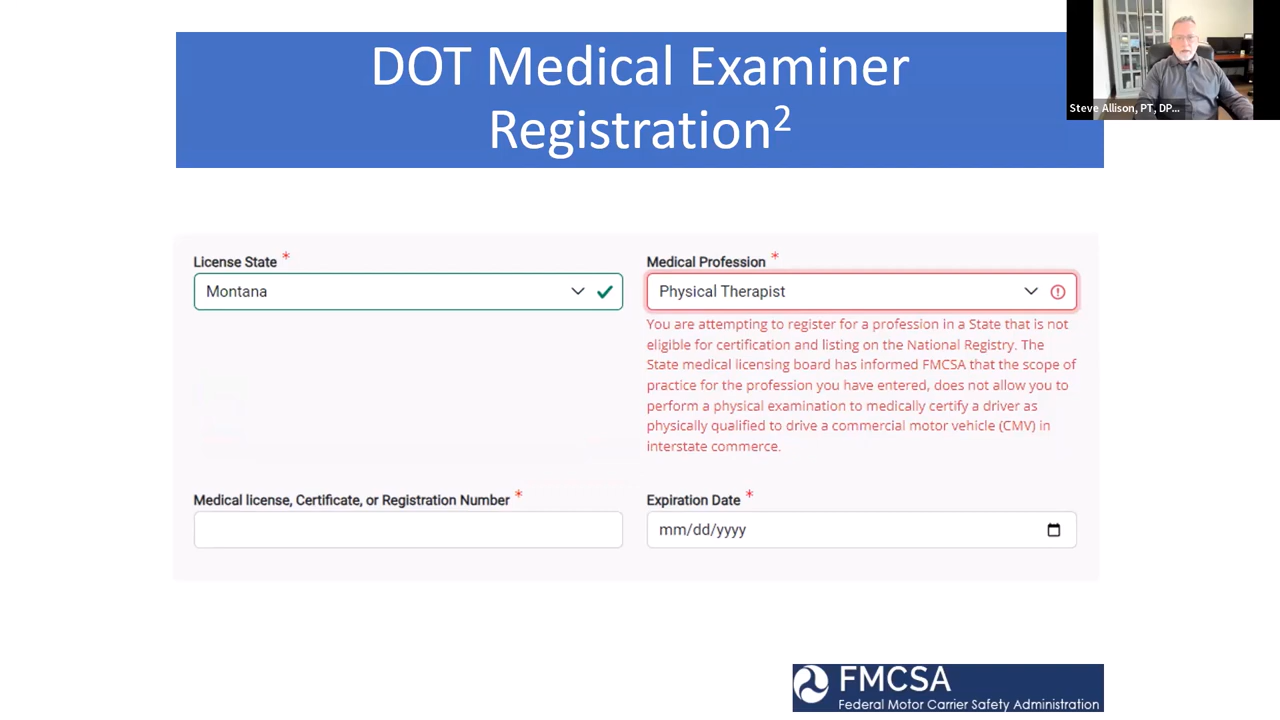 DOT Medical Examiner
Registration2
Steve Allison, PT, DP...
License State *
Medical Profession *
Montana
Physical Therapist
You are attempting to register for a profession in a State that is not
eligible for certification and listing on the National Registry. The
State medical licensing board has informed FMCSA that the scope of
practice for the profession you have entered, does not allow you to
perform a physical examination to medically certify a driver as
physically qualified to drive a commercial motor vehicle (CMV) in
interstate commerce.
Medical license, Certificate, or Registration Number *
Expiration Date *
mm/dd/yyyy
FMCSA
Federal Motor Carrier Safety Administration